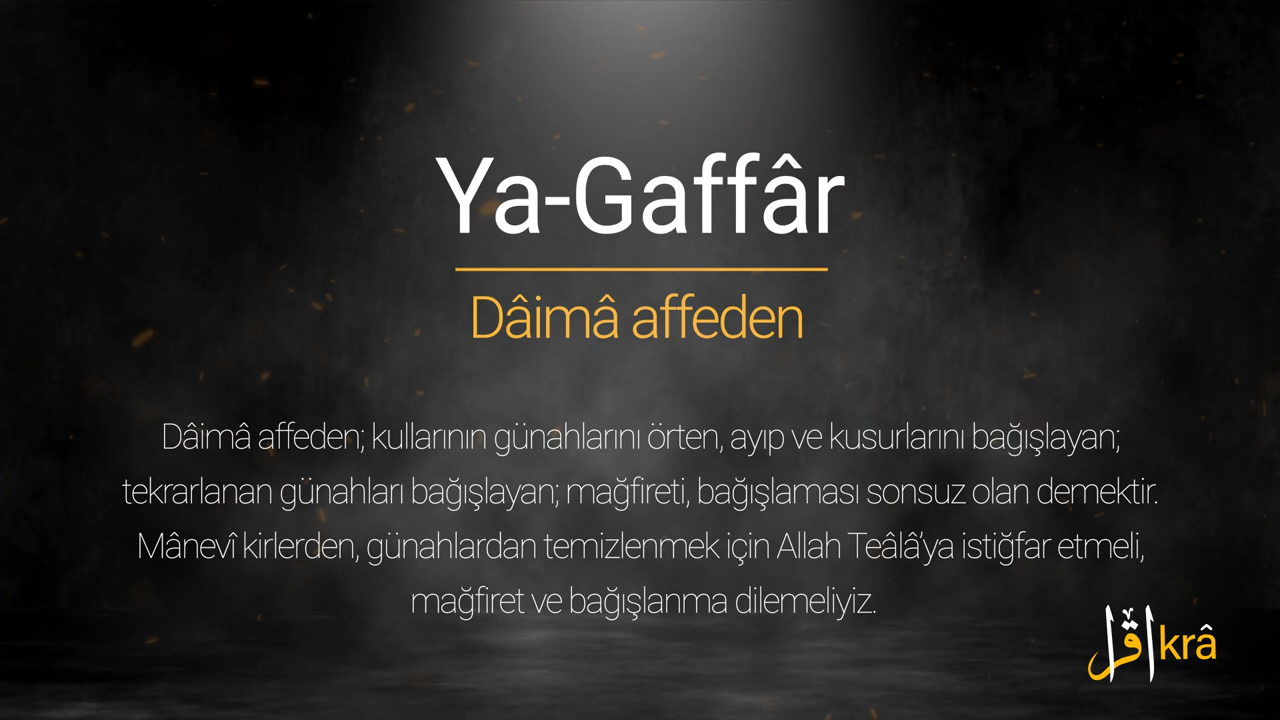 Ya-Gaffâr
Dâimâ affeden
Dâimâ affeden; kullarının günahlarını örten, ayıp ve kusurlarını bağışlayan;
tekrarlanan günahları bağışlayan; mağfireti, bağışlaması sonsuz olan demektir.
Mânevî kirlerden, günahlardan temizlenmek için Allah Teâlâ’ya istiğfar etmeli,
mağfiret ve bağışlanma dilemeliyiz.
اقرأ krâ